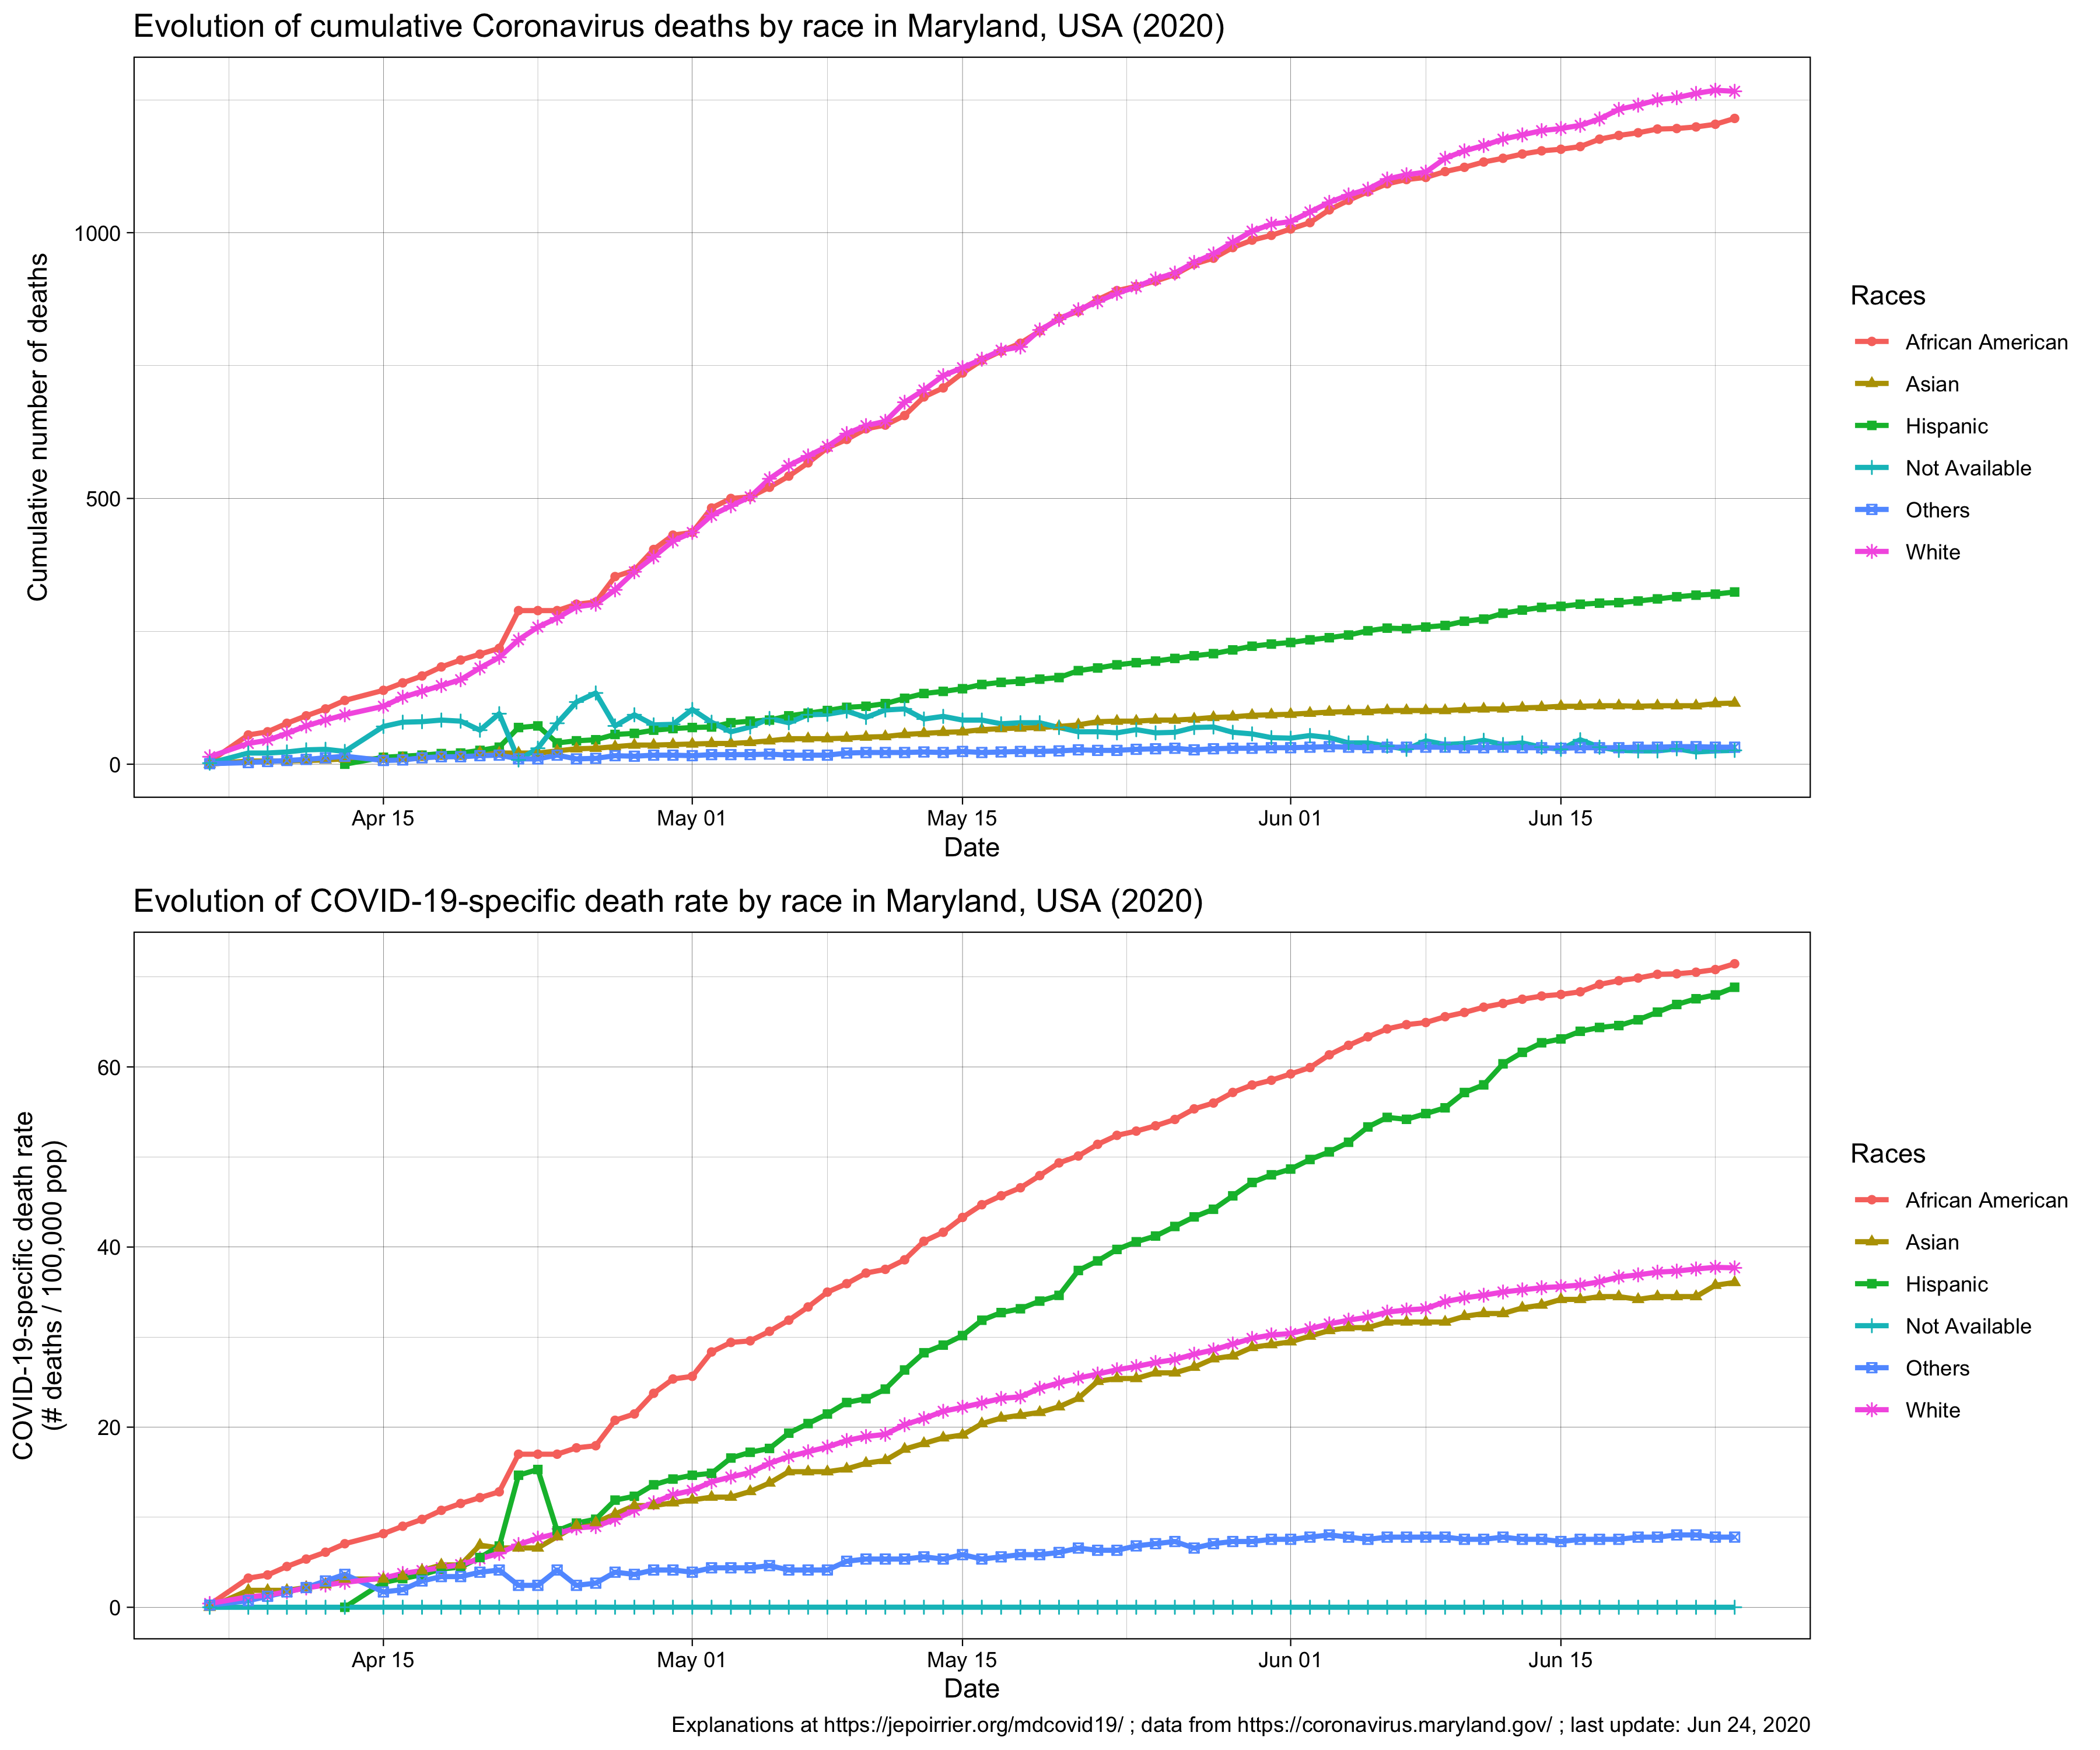 Evolution of cumulative Coronavirus deaths by race in Maryland, USA (2020)
Cumulative number of deaths
1000
500
0
Apr 15
May 01
May 15
Jun 01
Jun 15
Date
Races
African American
Asian
Hispanic
Not Available
Others
White
Evolution of COVID-19-specific death rate by race in Maryland, USA (2020)
COVID-19-specific death rate
(# deaths / 100,000 pop)
60
40
20
0
Apr 15
May 01
May 15
Jun 01
Jun 15
Date
Races
African American
Asian
Hispanic
Not Available
Others
White
Explanations at https://jepoirrier.org/mdcovid19/ ; data from https://coronavirus.maryland.gov/ ; last update: Jun 24, 2020